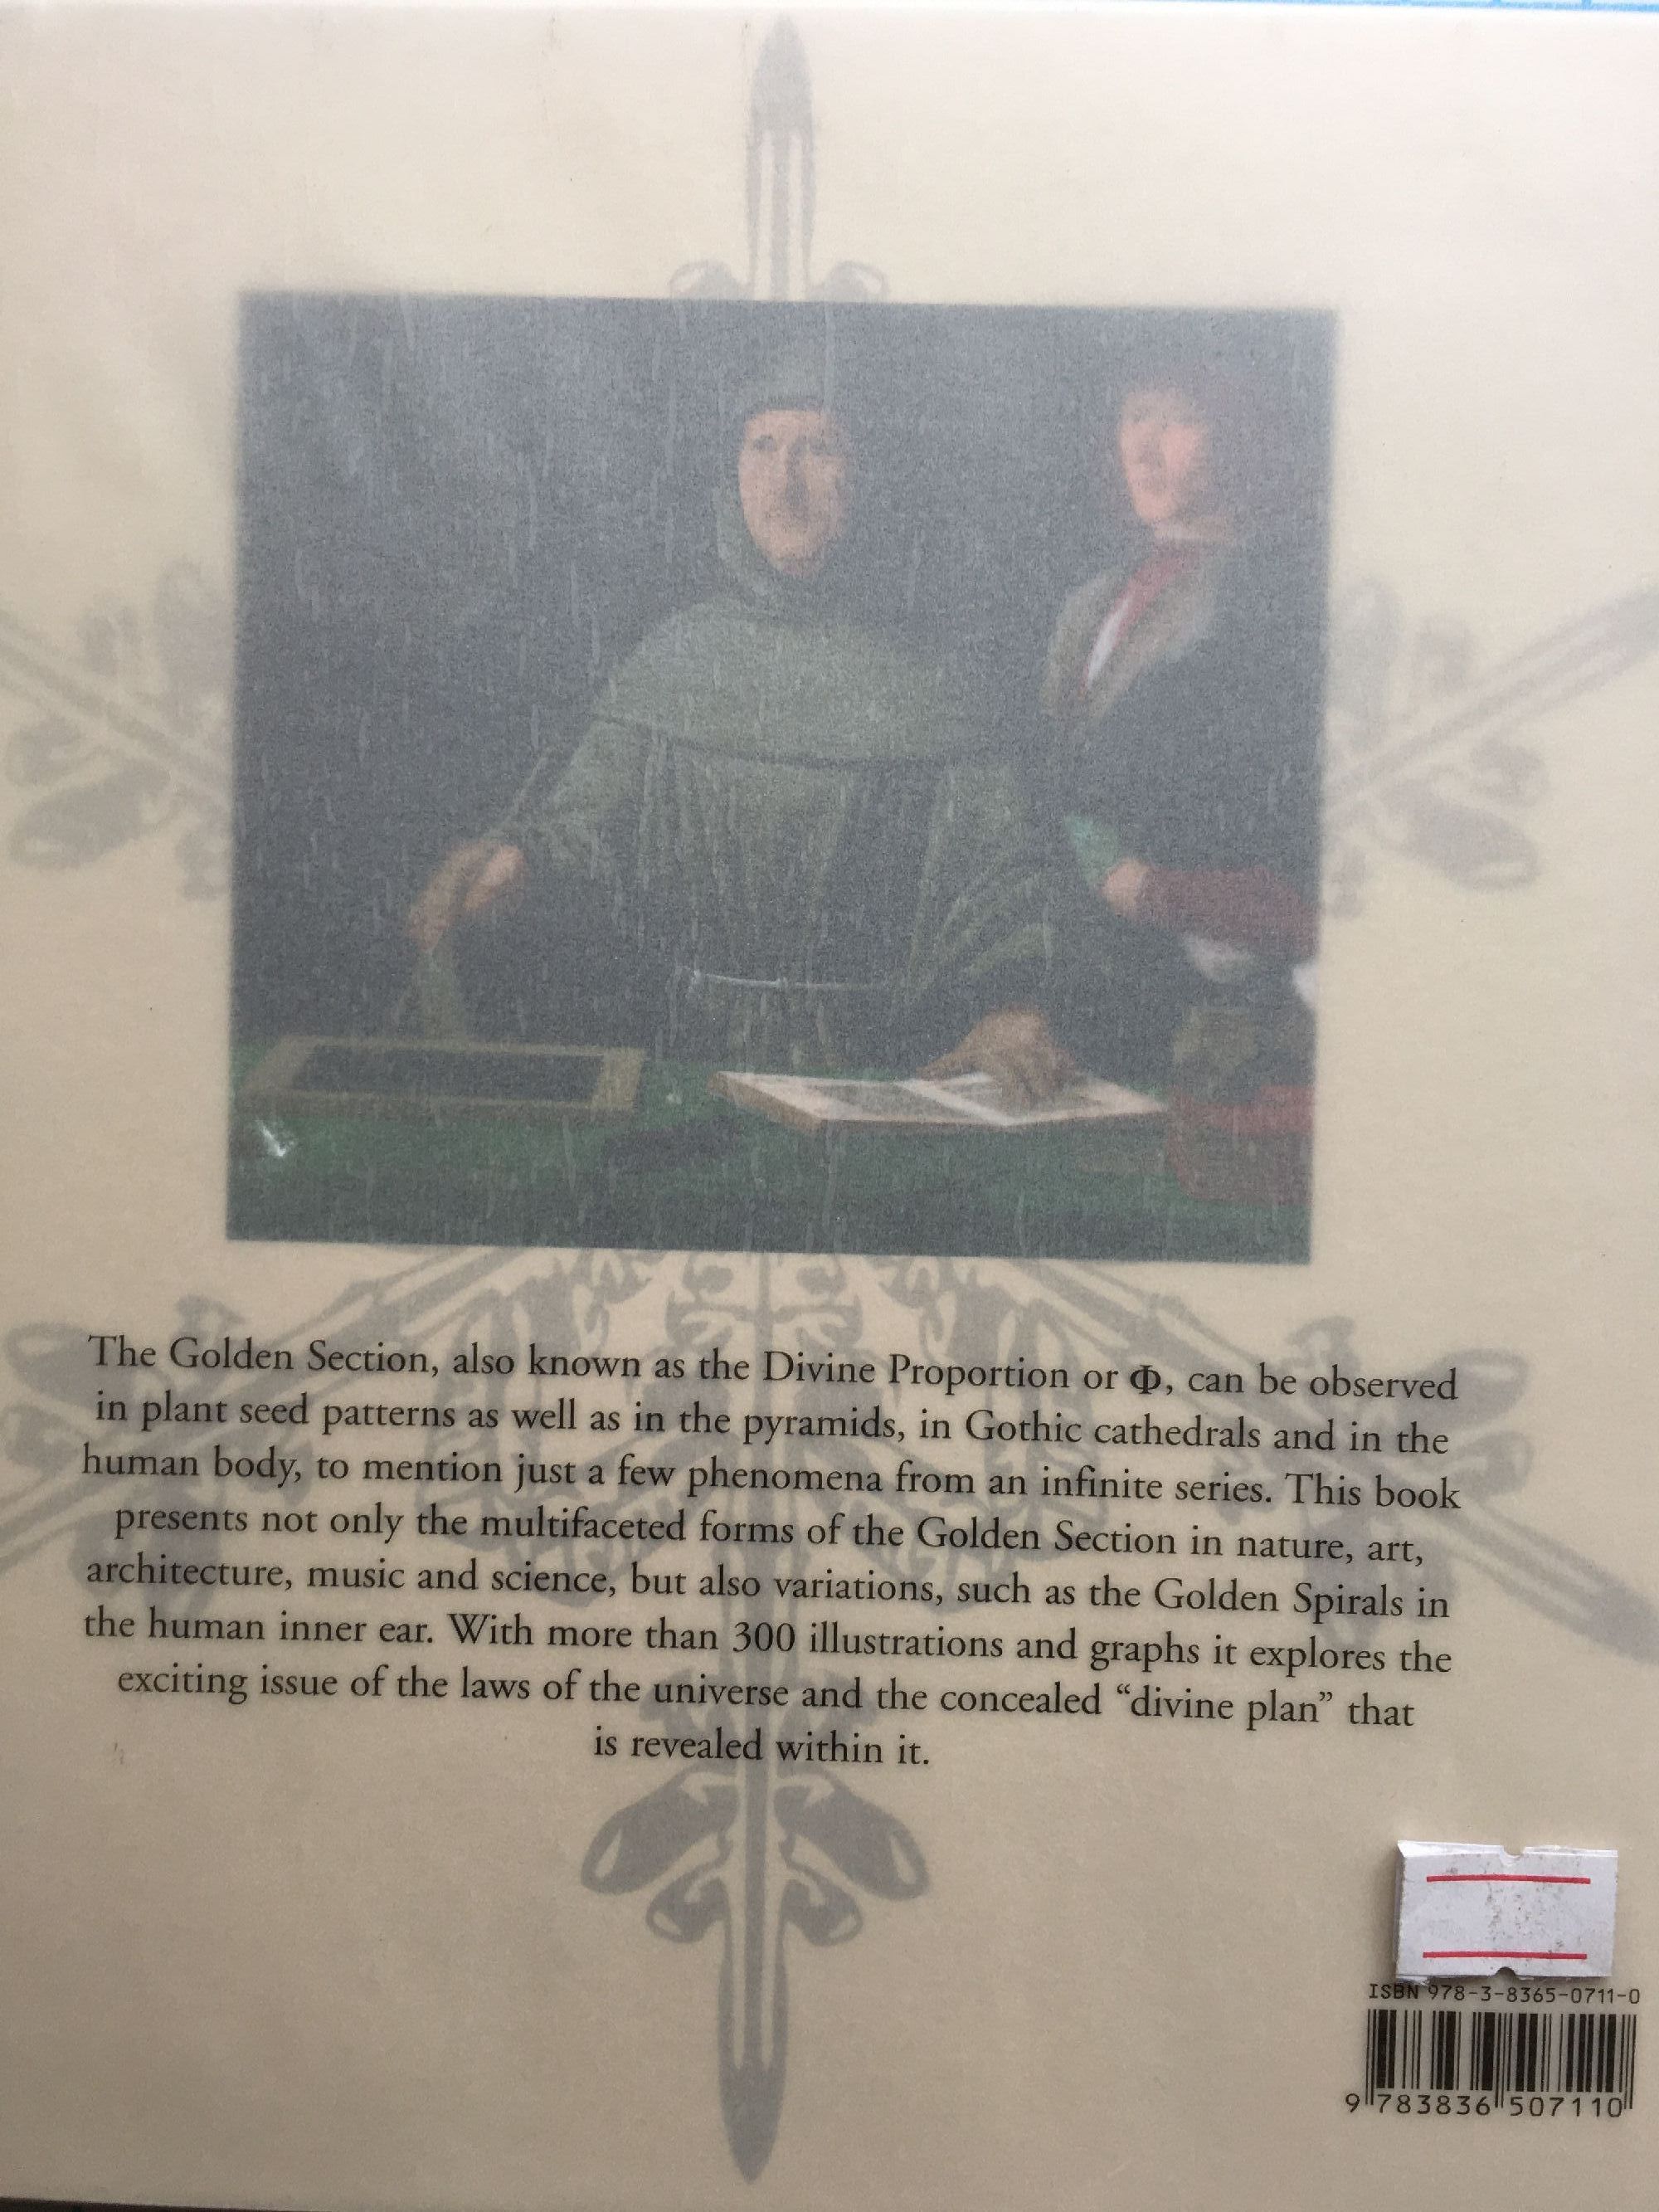 The Golden Section, also known as the Divine Proportion or Φ, can be observed
in plant seed patterns as well as in the pyramids, in Gothic cathedrals and in the
human body, to mention just a few phenomena from an infinite series. This book
presents not only the multifaceted forms of the Golden Section in nature, art,
architecture, music and science, but also variations, such as the Golden Spirals in
the human inner ear. With more than 300 illustrations and graphs it explores the
exciting issue of the laws of the universe and the concealed “divine plan” that
is revealed within it.
ISBN 978-3-8365-0711-0
9 783836 507110